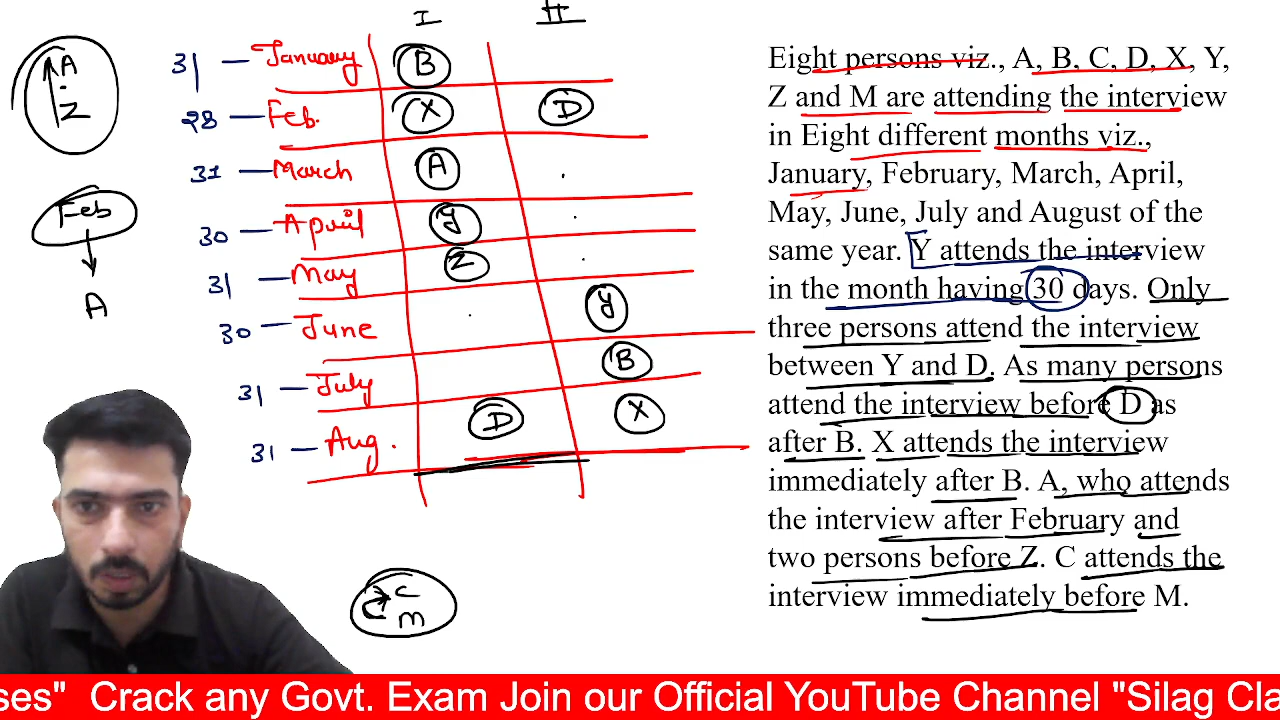 I II
31 — January B
28 — Feb. X D
31 — March A
30 — April Y
31 — May Z
30 — June Y
31 — July B
31 — Aug. D X
A
Z
Feb
A
C
M
Eight persons viz., A, B, C, D, X, Y,
Z and M are attending the interview
in Eight different months viz.,
January, February, March, April,
May, June, July and August of the
same year. Y attends the interview
in the month having 30 days. Only
three persons attend the interview
between Y and D. As many persons
attend the interview before D as
after B. X attends the interview
immediately after B. A, who attends
the interview after February and
two persons before Z. C attends the
interview immediately before M.
ses" Crack any Govt. Exam Join our Official YouTube Channel "Silag Cla